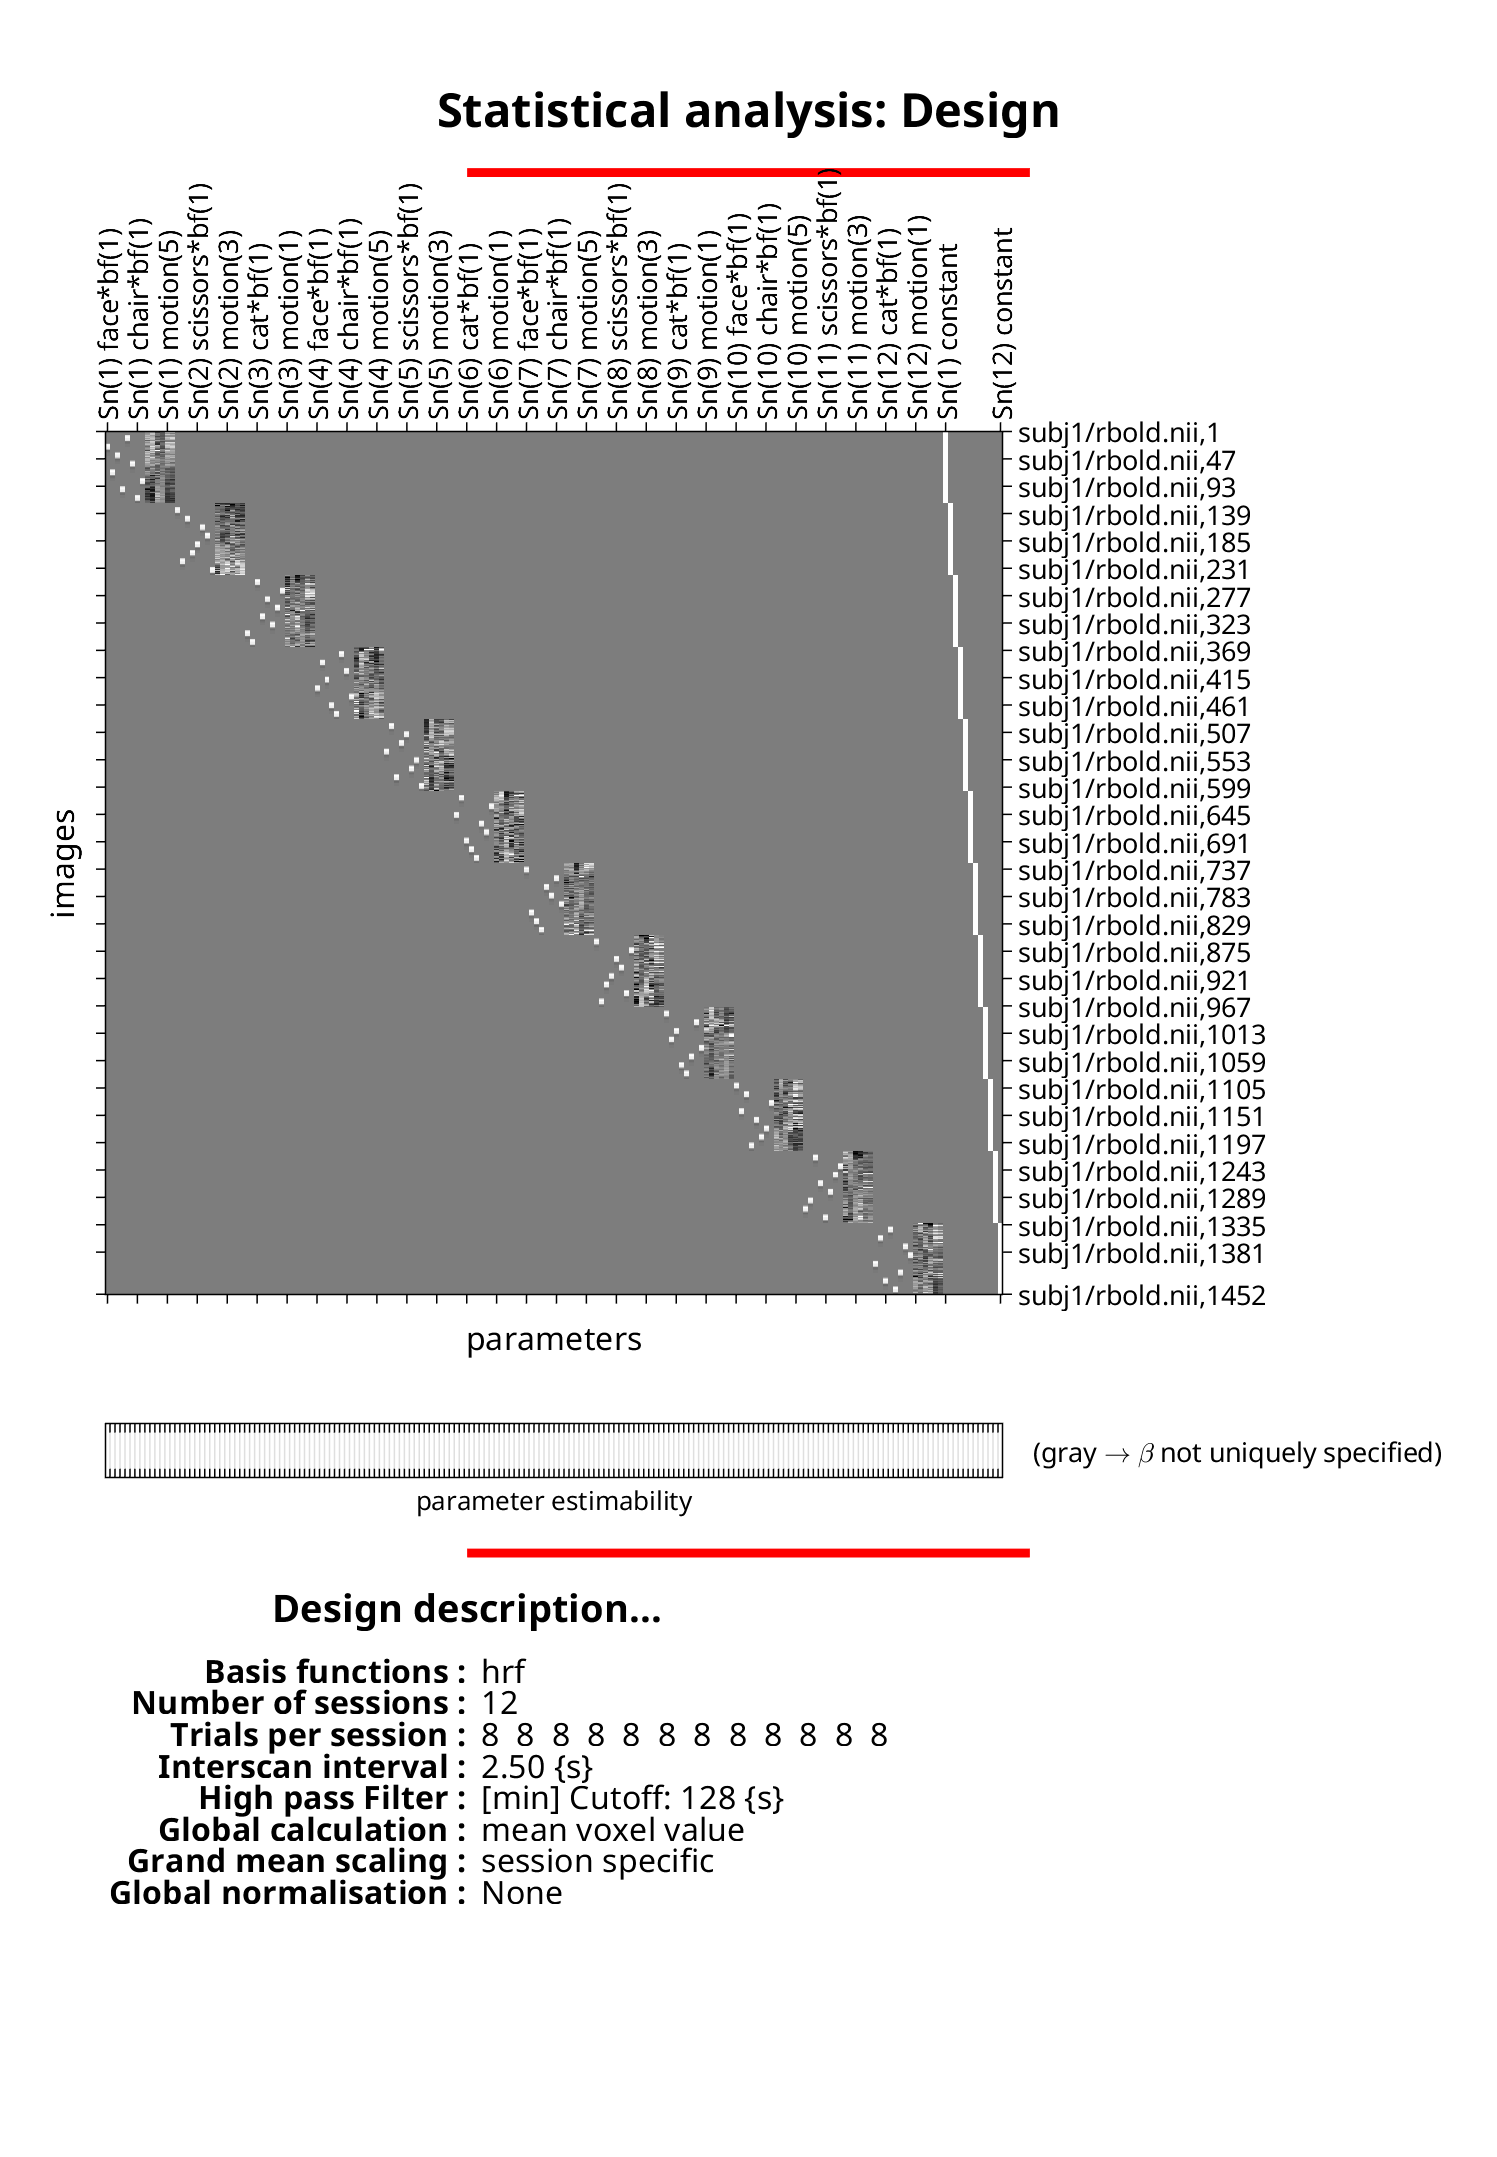 Statistical analysis: Design
Sn(1) face*bf(1)
Sn(1) chair*bf(1)
Sn(1) motion(5)
Sn(2) scissors*bf(1)
Sn(2) motion(3)
Sn(3) cat*bf(1)
Sn(3) motion(1)
Sn(4) face*bf(1)
Sn(4) chair*bf(1)
Sn(4) motion(5)
Sn(5) scissors*bf(1)
Sn(5) motion(3)
Sn(6) cat*bf(1)
Sn(6) motion(1)
Sn(7) face*bf(1)
Sn(7) chair*bf(1)
Sn(7) motion(5)
Sn(8) scissors*bf(1)
Sn(8) motion(3)
Sn(9) cat*bf(1)
Sn(9) motion(1)
Sn(10) face*bf(1)
Sn(10) chair*bf(1)
Sn(10) motion(5)
Sn(11) scissors*bf(1)
Sn(11) motion(3)
Sn(12) cat*bf(1)
Sn(12) motion(1)
Sn(1) constant
Sn(12) constant
subj1/rbold.nii,1
subj1/rbold.nii,47
subj1/rbold.nii,93
subj1/rbold.nii,139
subj1/rbold.nii,185
subj1/rbold.nii,231
subj1/rbold.nii,277
subj1/rbold.nii,323
subj1/rbold.nii,369
subj1/rbold.nii,415
subj1/rbold.nii,461
subj1/rbold.nii,507
subj1/rbold.nii,553
subj1/rbold.nii,599
subj1/rbold.nii,645
subj1/rbold.nii,691
subj1/rbold.nii,737
subj1/rbold.nii,783
subj1/rbold.nii,829
subj1/rbold.nii,875
subj1/rbold.nii,921
subj1/rbold.nii,967
subj1/rbold.nii,1013
subj1/rbold.nii,1059
subj1/rbold.nii,1105
subj1/rbold.nii,1151
subj1/rbold.nii,1197
subj1/rbold.nii,1243
subj1/rbold.nii,1289
subj1/rbold.nii,1335
subj1/rbold.nii,1381
subj1/rbold.nii,1452
images
parameters
(gray → β not uniquely specified)
parameter estimability
Design description...
Basis functions : hrf
Number of sessions : 12
Trials per session : 8 8 8 8 8 8 8 8 8 8 8 8
Interscan interval : 2.50 {s}
High pass Filter : [min] Cutoff: 128 {s}
Global calculation : mean voxel value
Grand mean scaling : session specific
Global normalisation : None